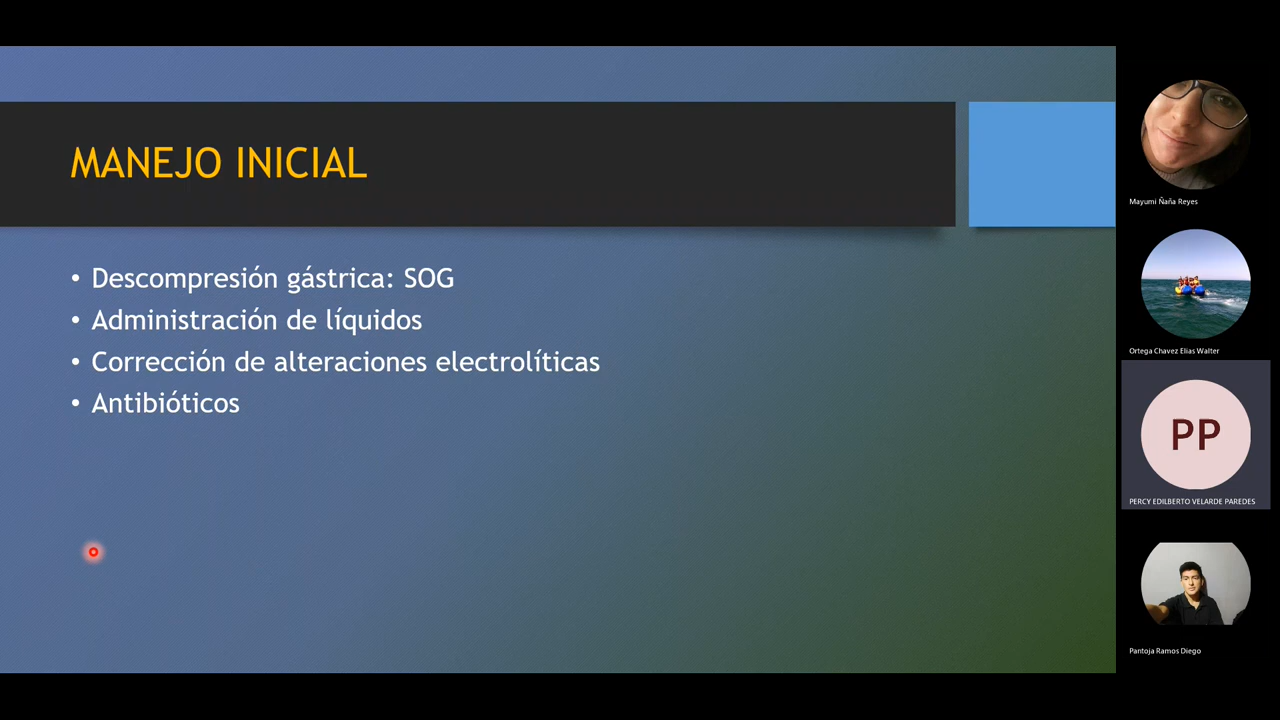 MANEJO INICIAL
• Descompresión gástrica: SOG
• Administración de líquidos
• Corrección de alteraciones electrolíticas
• Antibióticos
Mayumi Ñaña Reyes
Ortega Chavez Elias Walter
PP
PERCY EDILBERTO VELARDE PAREDES
Pantoja Ramos Diego